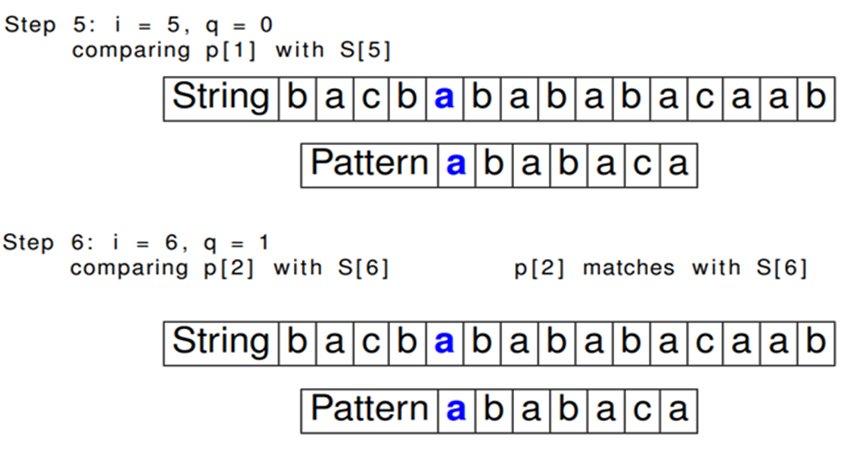 Step 5: i = 5, q = 0
comparing p[1] with S[5]
String b a c b a b a b a b a c a a b
Pattern a b a b a c a
Step 6: i = 6, q = 1
comparing p[2] with S[6] p[2] matches with S[6]
String b a c b a b a b a b a c a a b
Pattern a b a b a c a